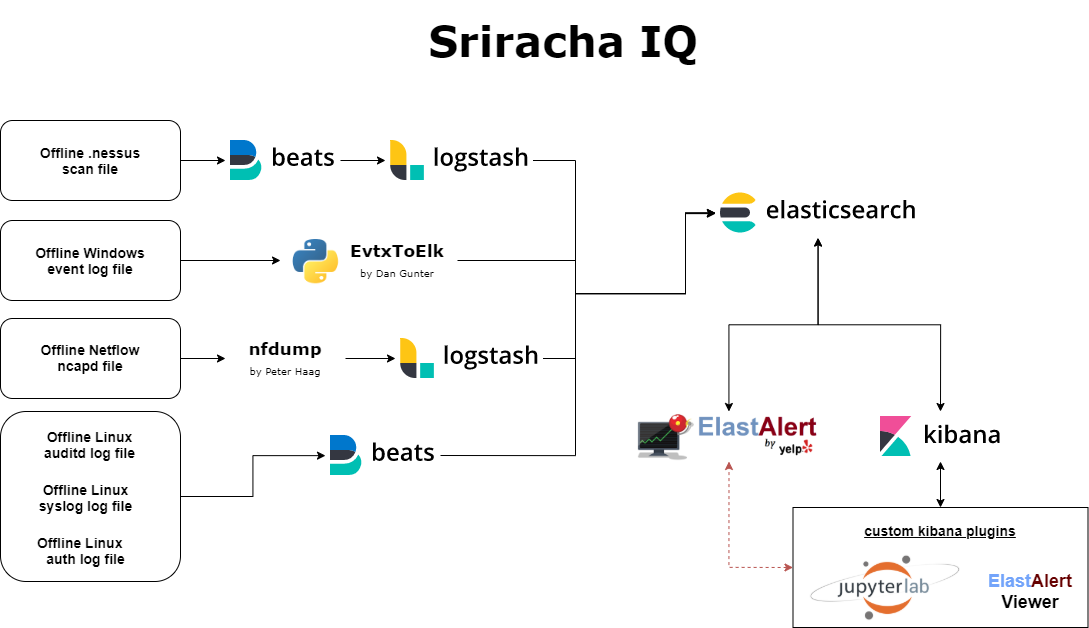 Sriracha IQ
Offline .nessus
scan file
beats
logstash
Offline Windows
event log file
EvtxToElk
by Dan Gunter
Offline Netflow
ncapd file
nfdump
by Peter Haag
logstash
Offline Linux
auditd log file
Offline Linux
syslog log file
Offline Linux
auth log file
beats
elasticsearch
ElastAlert
by yelp
kibana
custom kibana plugins
jupyterlab
ElastAlert
Viewer